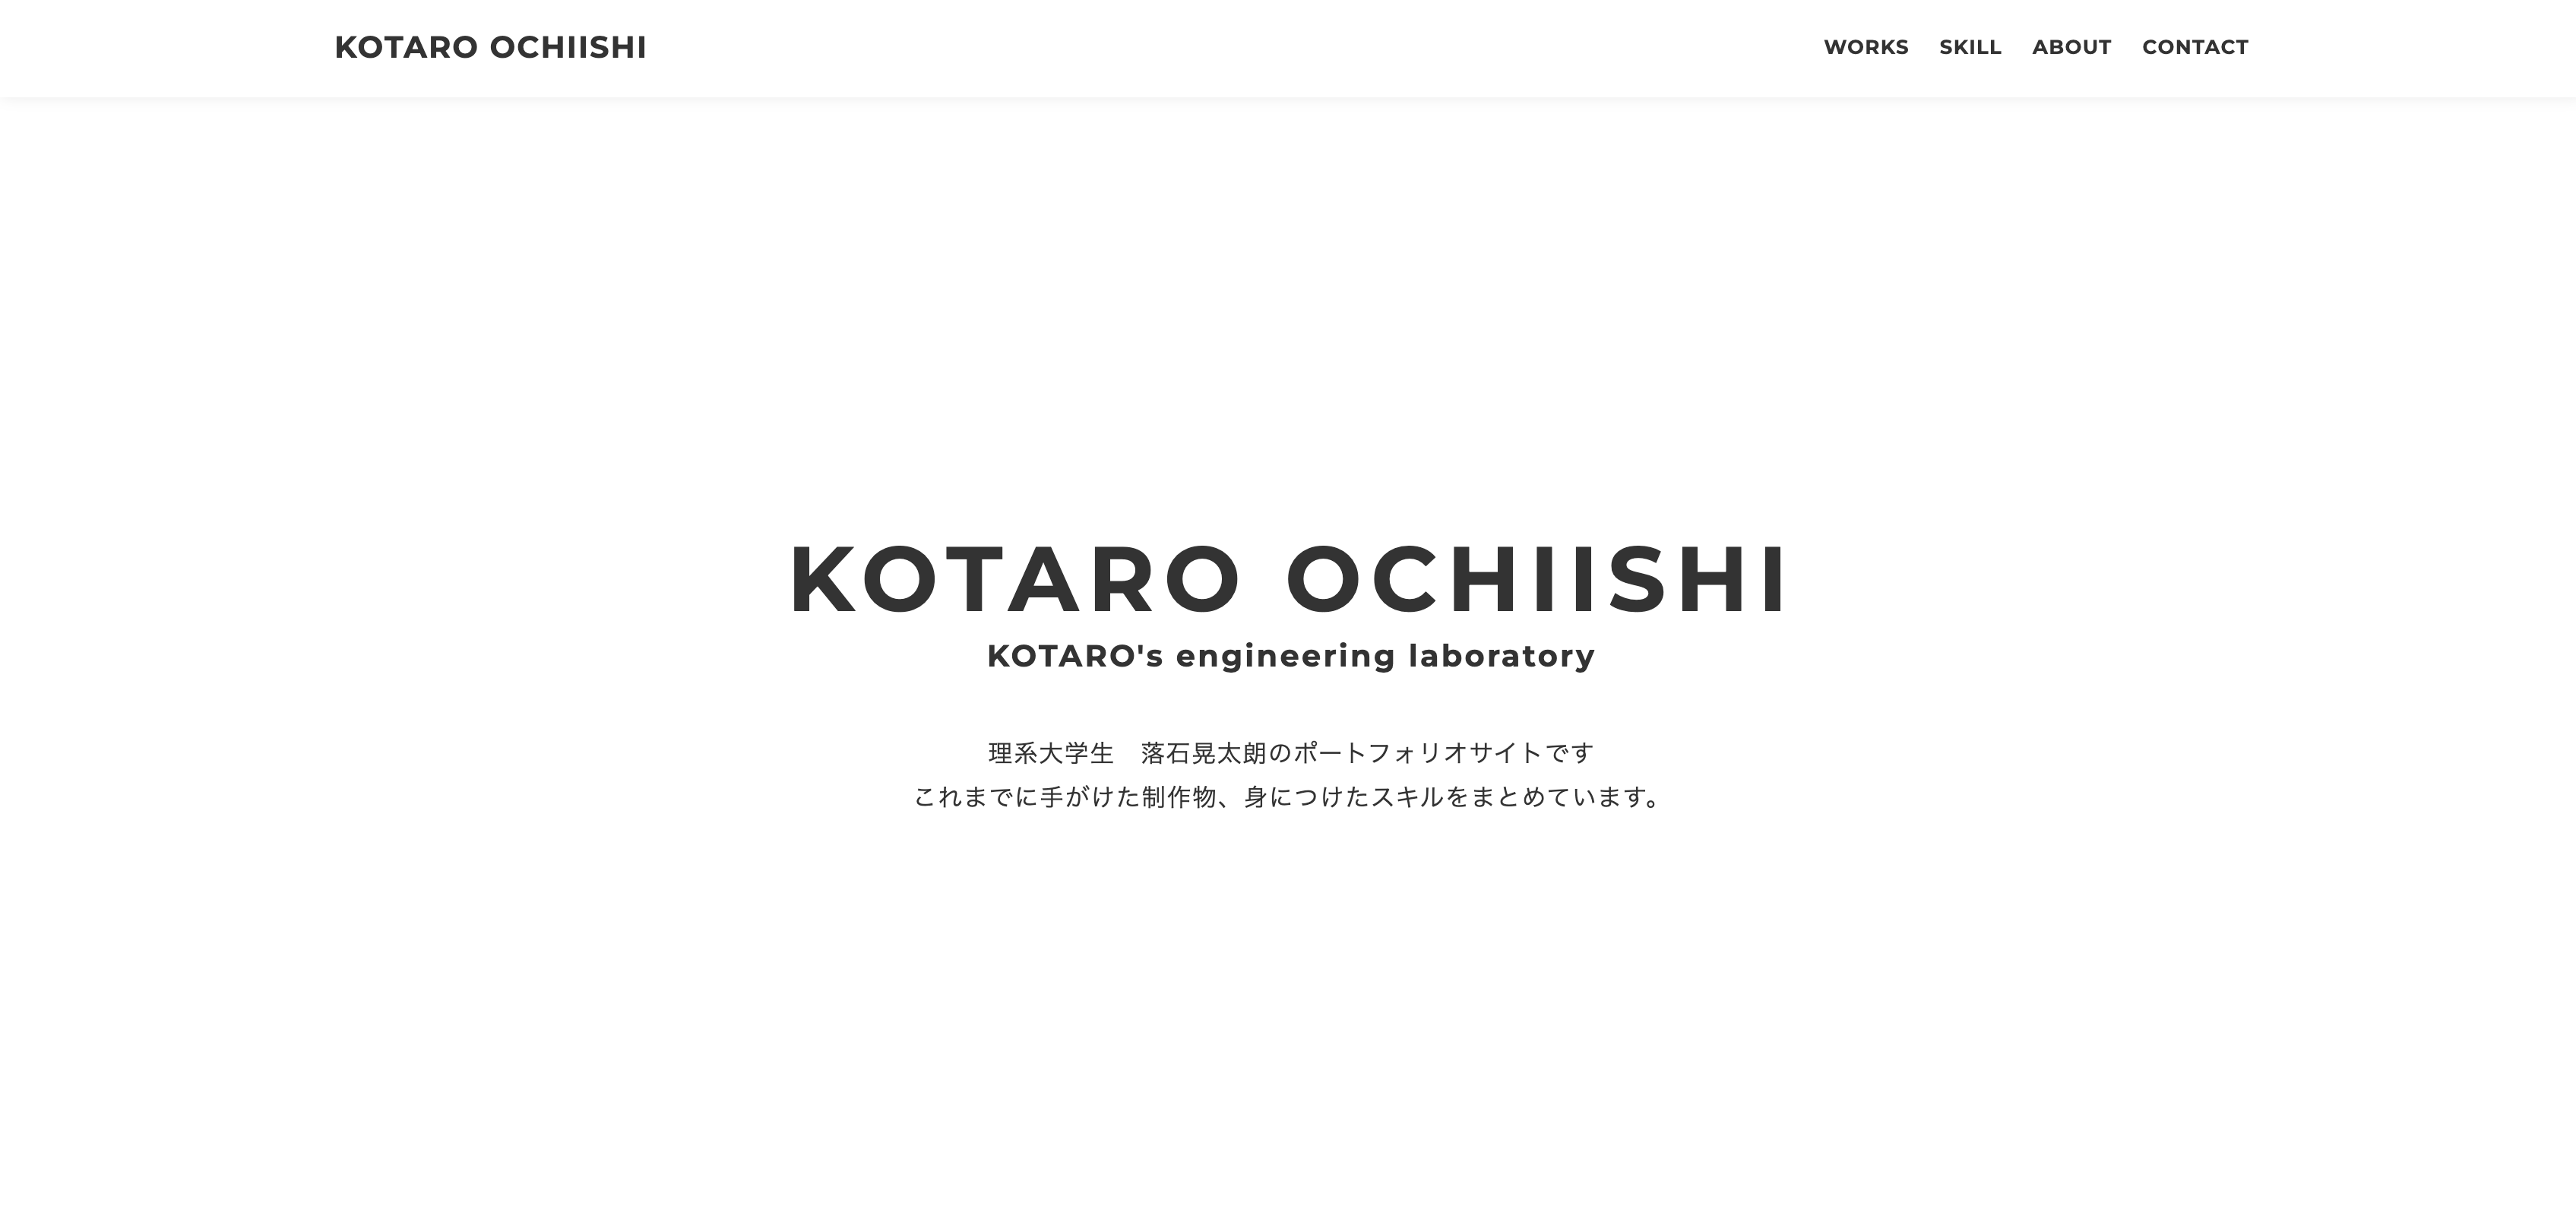 KOTARO OCHIISHI
WORKS SKILL ABOUT CONTACT
KOTARO OCHIISHI
KOTARO's engineering laboratory
理系大学生　落石晃太朗のポートフォリオサイトです
これまでに手がけた制作物、身につけたスキルをまとめています。